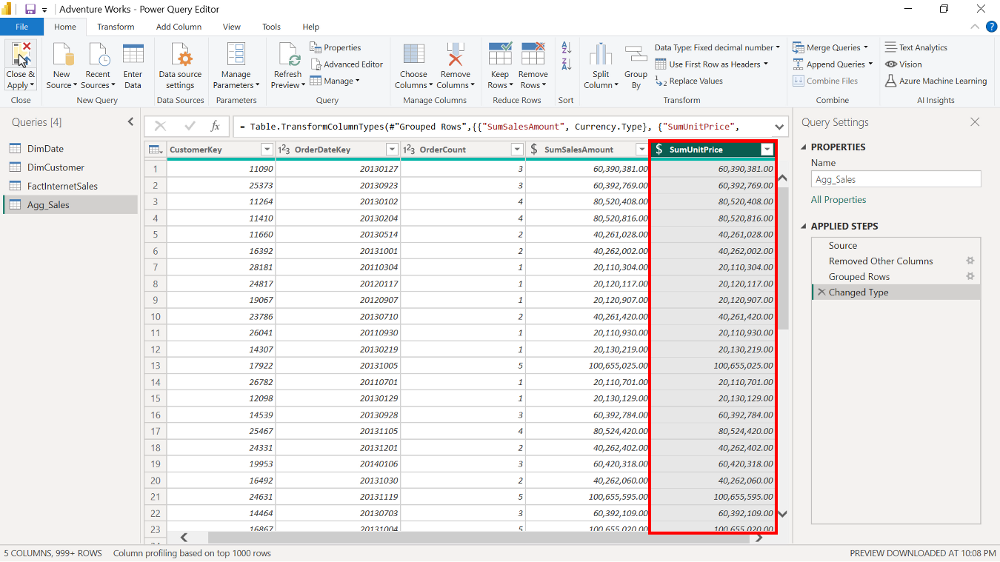 Adventure Works - Power Query Editor
File Home Transform Add Column View Tools Help
Close & Apply
New Source
Recent Sources
Enter Data
Data source settings
Manage Parameters
Refresh Preview
Properties
Advanced Editor
Manage
Choose Columns
Remove Columns
Keep Rows
Remove Rows
Split Column
Group By
Data Type: Fixed decimal number
Use First Row as Headers
Replace Values
Merge Queries
Append Queries
Combine Files
Text Analytics
Vision
Azure Machine Learning
Close New Query Data Sources Parameters Query Manage Columns Reduce Rows Sort Transform Combine AI Insights
Queries [4]
DimDate
DimCustomer
FactInternetSales
Agg_Sales
fx = Table.TransformColumnTypes(#"Grouped Rows",{{"SumSalesAmount", Currency.Type}, {"SumUnitPrice",
CustomerKey 1²3 OrderDateKey 1²3 OrderCount $ SumSalesAmount $ SumUnitPrice
1 11090 20130127 3 60,390,381.00 60,390,381.00
2 25373 20130923 3 60,392,769.00 60,392,769.00
3 11264 20130102 4 80,520,408.00 80,520,408.00
4 11410 20130204 4 80,520,816.00 80,520,816.00
5 11660 20130514 2 40,261,028.00 40,261,028.00
6 16392 20131001 2 40,262,002.00 40,262,002.00
7 28181 20110304 1 20,110,304.00 20,110,304.00
8 24817 20120117 1 20,120,117.00 20,120,117.00
9 19067 20120907 1 20,120,907.00 20,120,907.00
10 23786 20130710 2 40,261,420.00 40,261,420.00
11 26041 20110930 1 20,110,930.00 20,110,930.00
12 14307 20130219 1 20,130,219.00 20,130,219.00
13 17922 20131005 5 100,655,025.00 100,655,025.00
14 26782 20110701 1 20,110,701.00 20,110,701.00
15 12098 20130129 1 20,130,129.00 20,130,129.00
16 14539 20130928 3 60,392,784.00 60,392,784.00
17 25467 20131105 4 80,524,420.00 80,524,420.00
18 24331 20131201 2 40,262,402.00 40,262,402.00
19 19953 20140106 3 60,420,318.00 60,420,318.00
20 16492 20131030 2 40,262,060.00 40,262,060.00
21 24631 20131119 5 100,655,595.00 100,655,595.00
22 14464 20130703 3 60,392,109.00 60,392,109.00
23 16867 20131004 5 100,655,020.00 100,655,020.00
Query Settings
PROPERTIES
Name
Agg_Sales
All Properties
APPLIED STEPS
Source
Removed Other Columns
Grouped Rows
Changed Type
5 COLUMNS, 999+ ROWS Column profiling based on top 1000 rows PREVIEW DOWNLOADED AT 10:08 PM